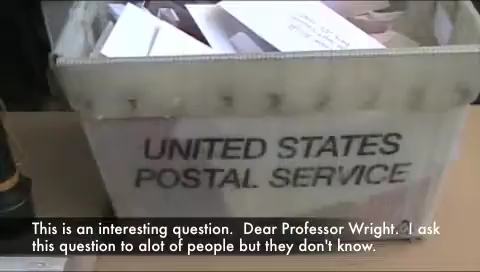 UNITED STATES
POSTAL SERVICE
This is an interesting question. Dear Professor Wright. I ask
this question to alot of people but they don't know.